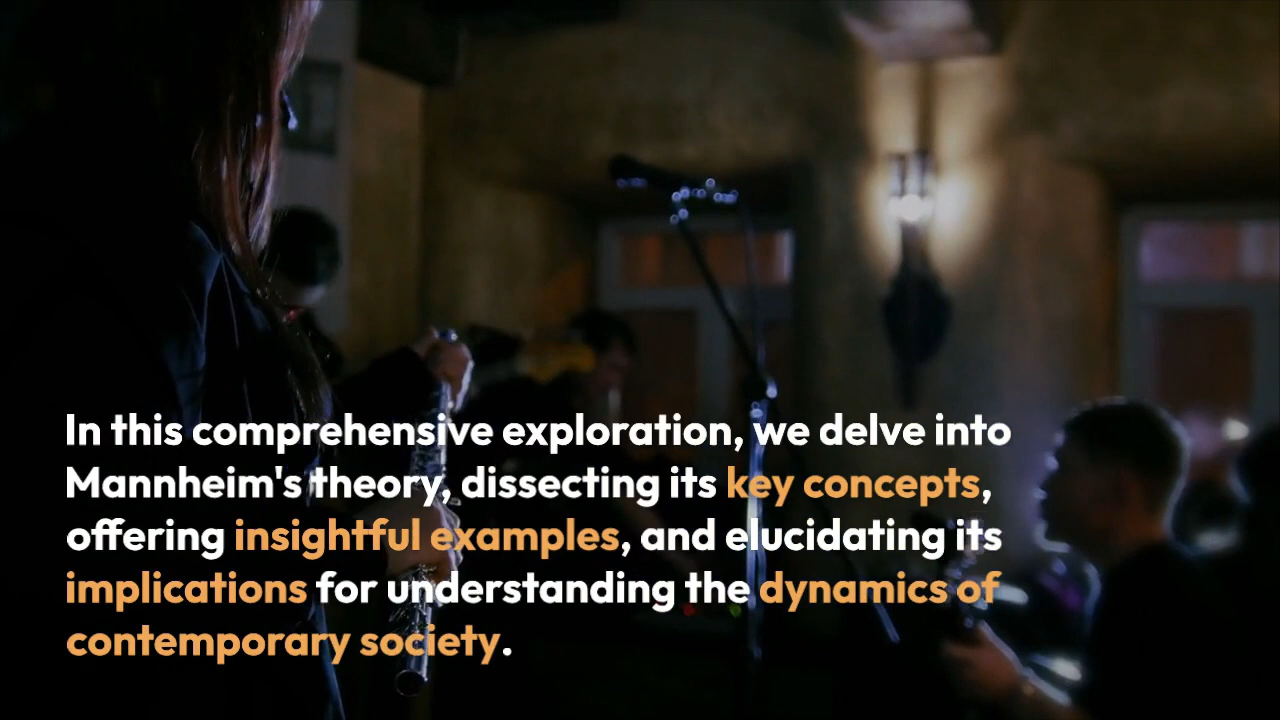 In this comprehensive exploration, we delve into
Mannheim's theory, dissecting its key concepts,
offering insightful examples, and elucidating its
implications for understanding the dynamics of
contemporary society.